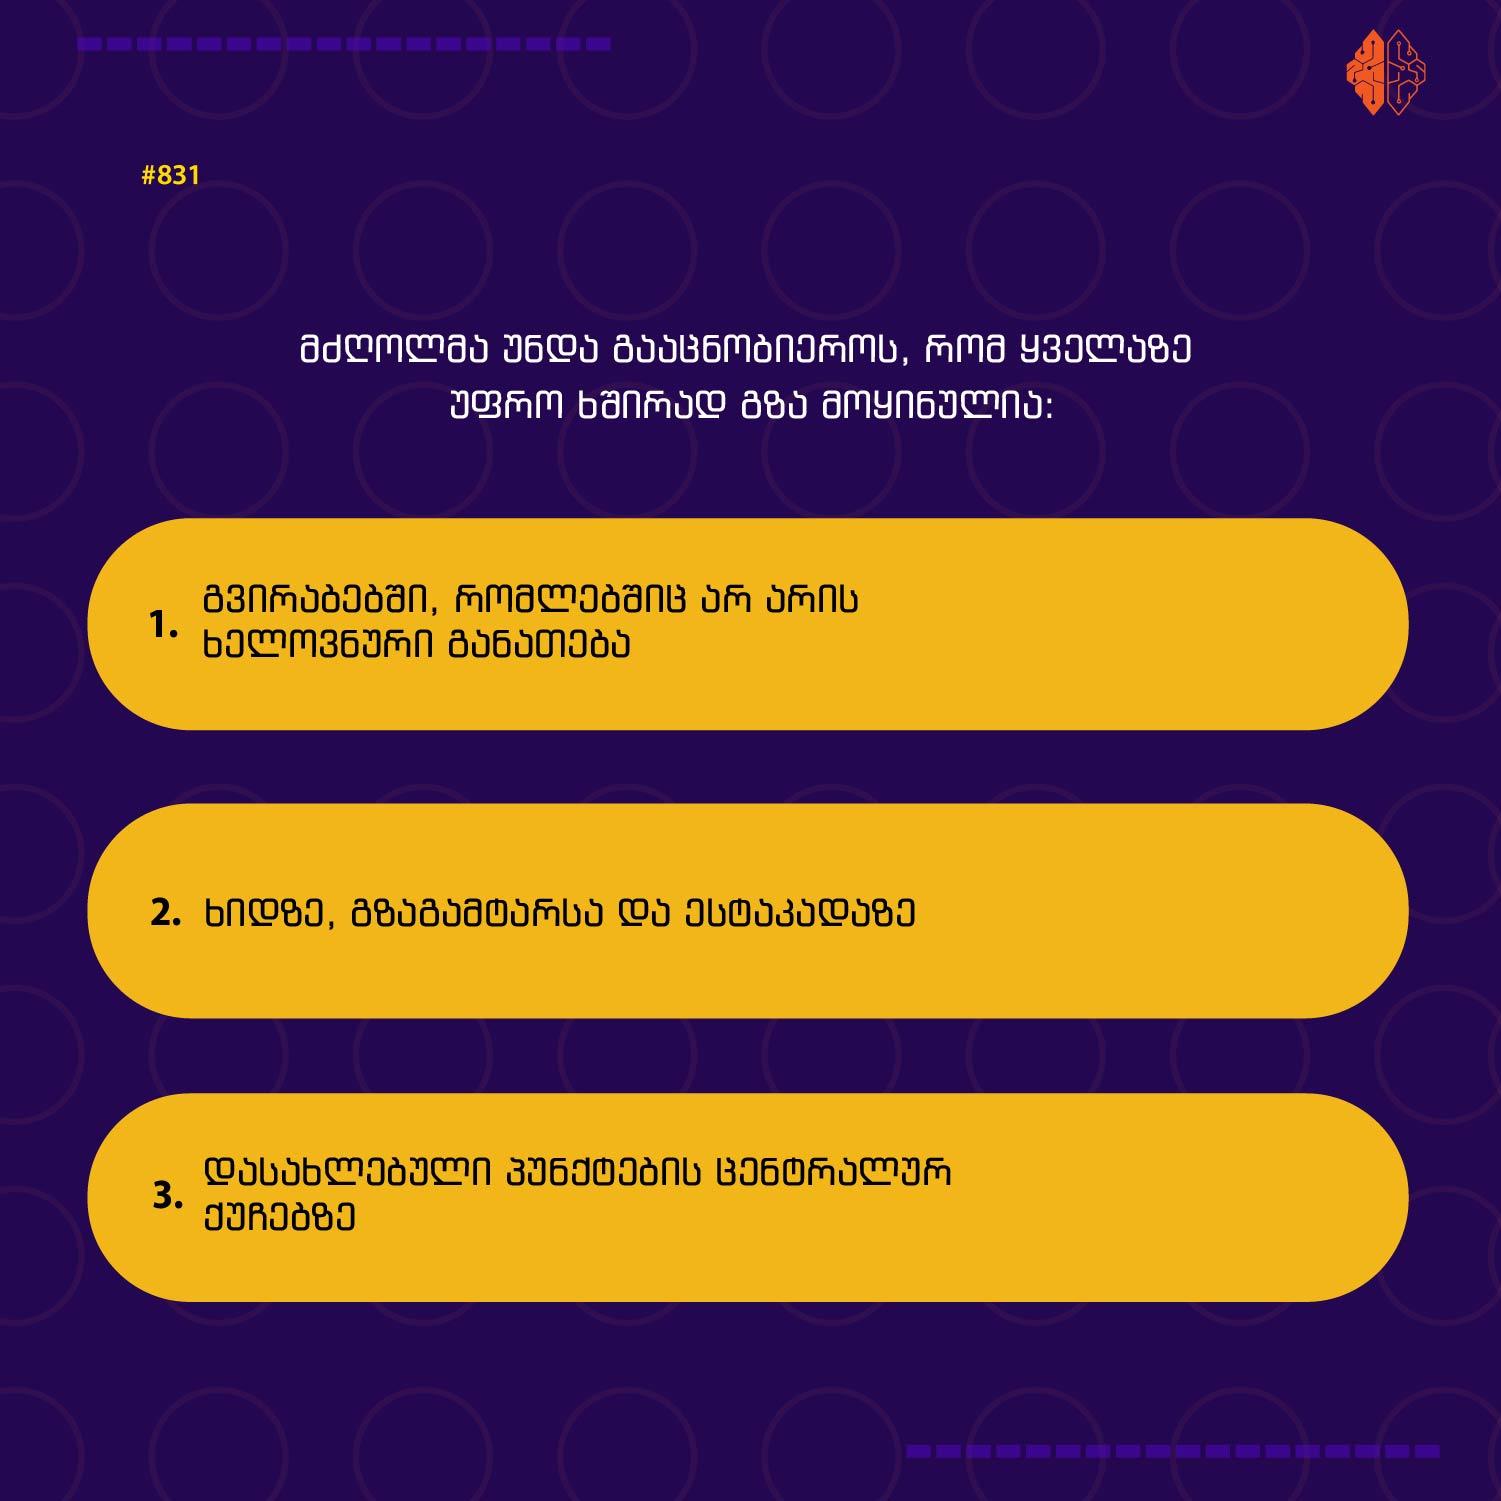 #831
მძღოლმა უნდა გააცნობიეროს, რომ ყველაზე
უფრო ხშირად გზა მოყინულია:
1. გვირაბებში, რომლებშიც არ არის
ხელოვნური განათება
2. ხიდზე, გზაგამტარსა და ესტაკადაზე
3. დასახლებული პუნქტების ცენტრალურ
ქუჩებზე